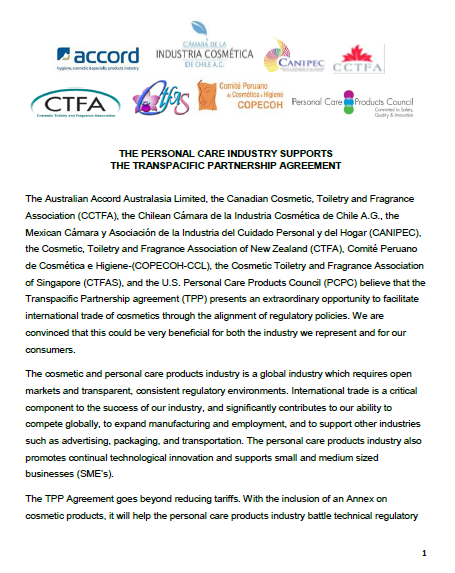 accord
hygiene, cosmetic & specialty products industry
CÁMARA DE LA
INDUSTRIA COSMÉTICA
DE CHILE A.G.
CANIPEC
CCTFA
CTFA
Cosmetic Toiletry and Fragrance Association
Ctfas
Comité Peruano
de Cosmética e Higiene
COPECOH
Personal Care Products Council
Committed to Safety,
Quality & Innovation
THE PERSONAL CARE INDUSTRY SUPPORTS
THE TRANSPACIFIC PARTNERSHIP AGREEMENT
The Australian Accord Australasia Limited, the Canadian Cosmetic, Toiletry and Fragrance
Association (CCTFA), the Chilean Cámara de la Industria Cosmética de Chile A.G., the
Mexican Cámara y Asociación de la Industria del Cuidado Personal y del Hogar (CANIPEC),
the Cosmetic, Toiletry and Fragrance Association of New Zealand (CTFA), Comité Peruano
de Cosmética e Higiene-(COPECOH-CCL), the Cosmetic Toiletry and Fragrance Association
of Singapore (CTFAS), and the U.S. Personal Care Products Council (PCPC) believe that the
Transpacific Partnership agreement (TPP) presents an extraordinary opportunity to facilitate
international trade of cosmetics through the alignment of regulatory policies. We are
convinced that this could be very beneficial for both the industry we represent and for our
consumers.
The cosmetic and personal care products industry is a global industry which requires open
markets and transparent, consistent regulatory environments. International trade is a critical
component to the success of our industry, and significantly contributes to our ability to
compete globally, to expand manufacturing and employment, and to support other industries
such as advertising, packaging, and transportation. The personal care products industry also
promotes continual technological innovation and supports small and medium sized
businesses (SME's).
The TPP Agreement goes beyond reducing tariffs. With the inclusion of an Annex on
cosmetic products, it will help the personal care products industry battle technical regulatory
1